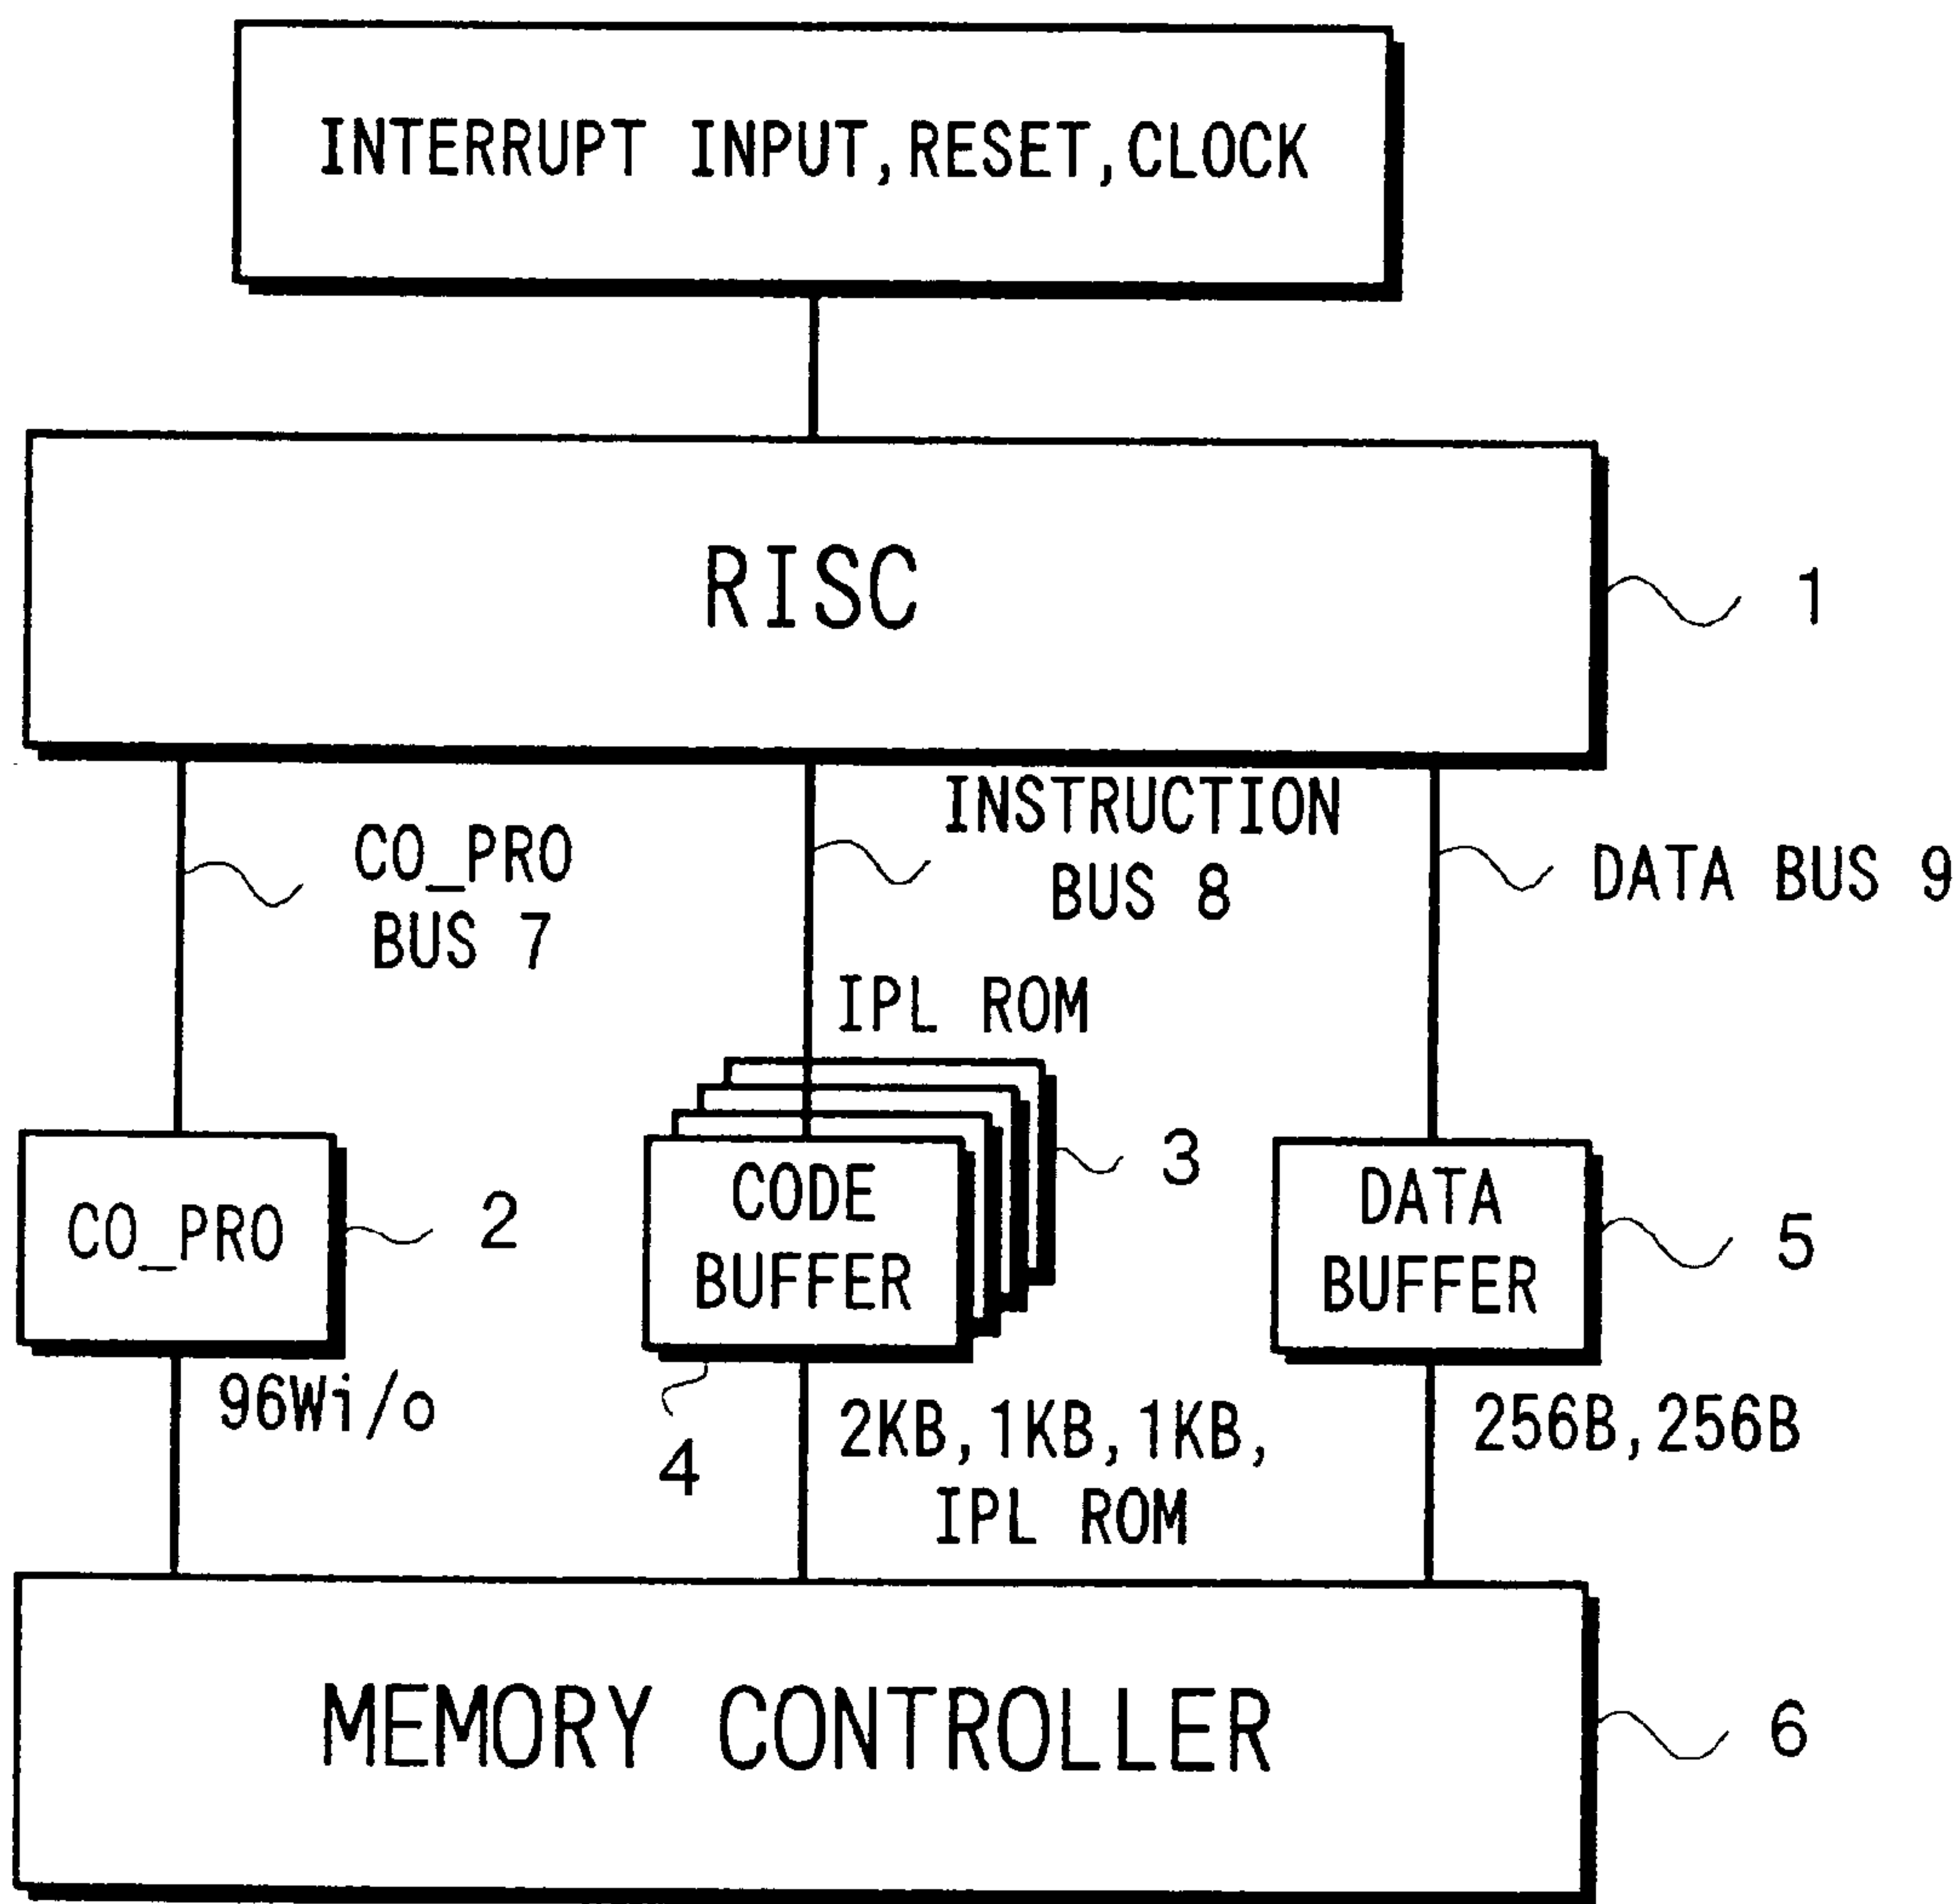 INTERRUPT INPUT,RESET,CLOCK
RISC
1
CO_PRO
BUS 7
INSTRUCTION
BUS 8
DATA BUS 9
IPL ROM
CO_PRO
2
CODE
BUFFER
3
DATA
BUFFER
5
96Wi/o
4
2KB,1KB,1KB,
IPL ROM
256B,256B
MEMORY CONTROLLER
6